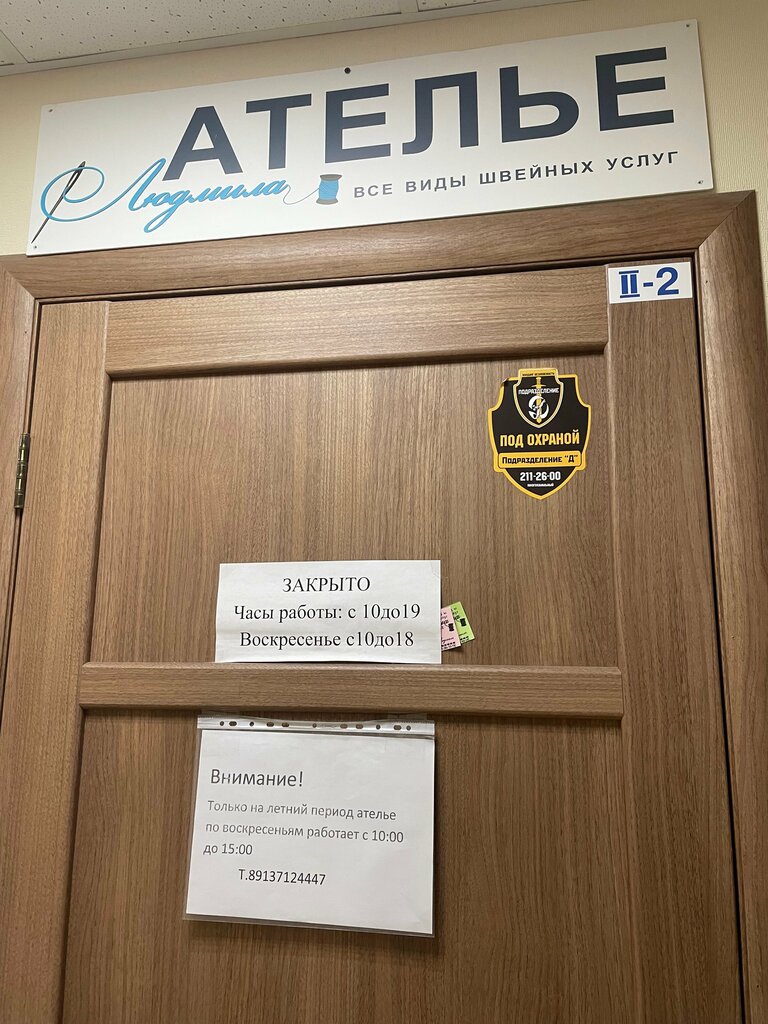 АТЕЛЬЕ
Людмила
ВСЕ ВИДЫ ШВЕЙНЫХ УСЛУГ
II-2
ПОДРАЗДЕЛЕНИЕ
ПОД ОХРАНОЙ
Подразделение "Д"
211-26-00
ЗАКРЫТО
Часы работы: с 10до19
Воскресенье с10до18
Внимание!
Только на летний период ателье
по воскресеньям работает с 10:00
до 15:00
Т.89137124447